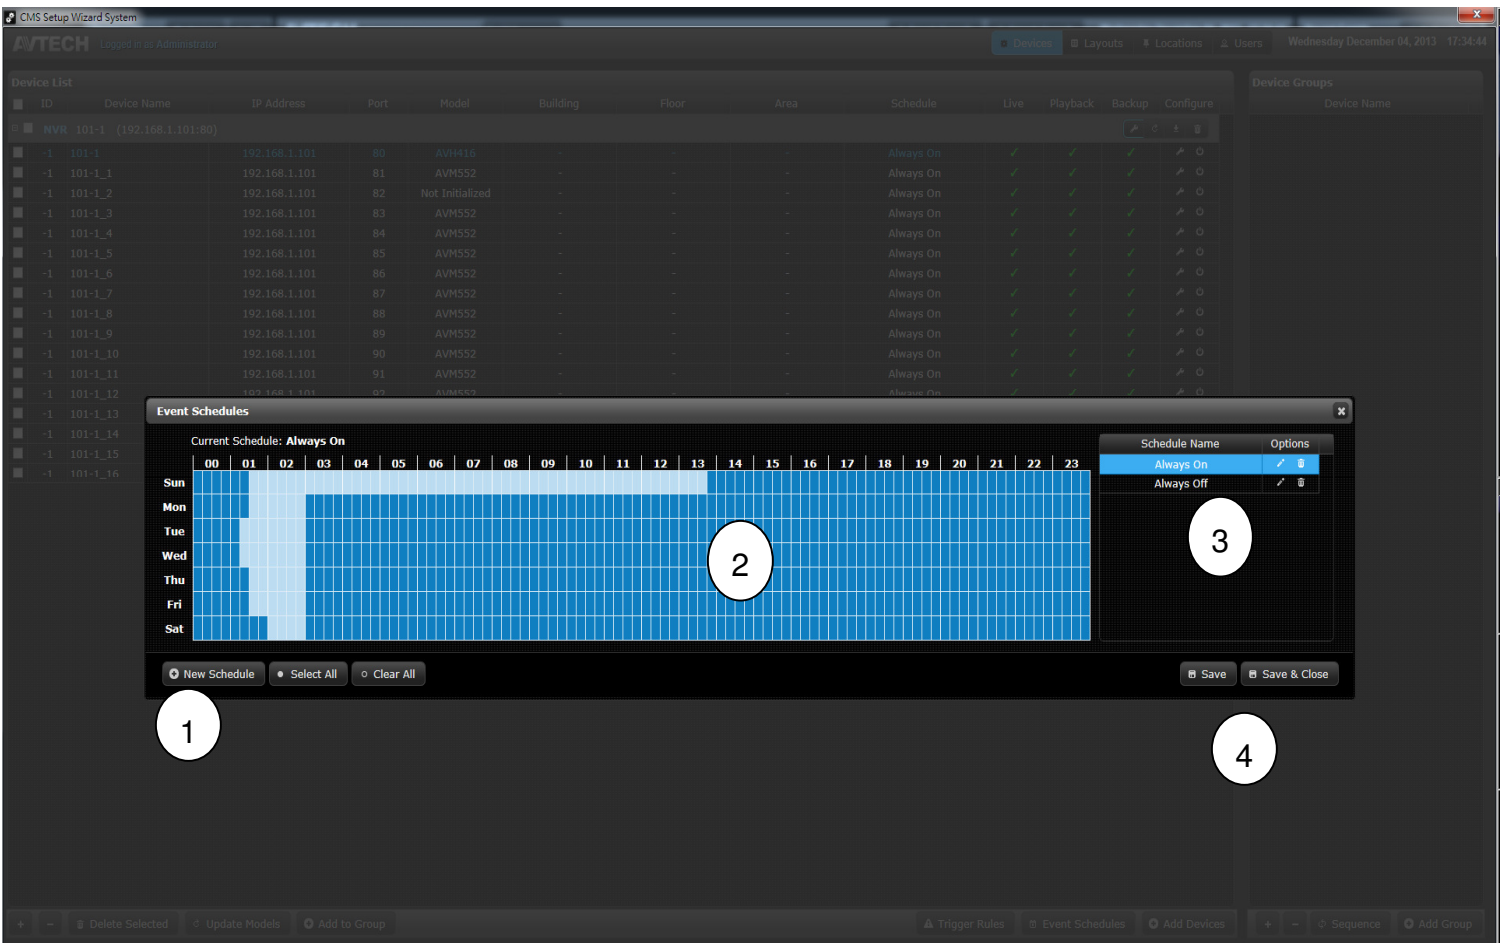 CMS Setup Wizard System
AVTECH Logged in as Administrator
Devices Layouts Locations Users Wednesday December 04, 2013 17:34:44
Device List
Device Groups
ID Device Name IP Address Port Model Building Floor Area Schedule Live Playback Backup Configure
Device Name
NVR 101-1 (192.168.1.101:80)
-1 101-1 192.168.1.101 80 AVH416 - Always On
-1 101-1_1 192.168.1.101 81 AVM552 - - - Always On
-1 101-1_2 192.168.1.101 82 Not Initialized - - - Always On
-1 101-1_3 192.168.1.101 83 AVM552 - - - Always On
-1 101-1_4 192.168.1.101 84 AVM552 - - - Always On
-1 101-1_5 192.168.1.101 85 AVM552 - - - Always On
-1 101-1_6 192.168.1.101 86 AVM552 - - - Always On
-1 101-1_7 192.168.1.101 87 AVM552 - - - Always On
-1 101-1_8 192.168.1.101 88 AVM552 - - - Always On
-1 101-1_9 192.168.1.101 89 AVM552 - - - Always On
-1 101-1_10 192.168.1.101 90 AVM552 - - - Always On
-1 101-1_11 192.168.1.101 91 AVM552 - - - Always On
-1 101-1_12 192.168.1.101 92 AVM552 - - - Always On
-1 101-1_13
-1 101-1_14
-1 101-1_15
-1 101-1_16
Event Schedules
Current Schedule: Always On
00 01 02 03 04 05 06 07 08 09 10 11 12 13 14 15 16 17 18 19 20 21 22 23
Sun
Mon
Tue
Wed
Thu
Fri
Sat
Schedule Name Options
Always On
Always Off
2
3
New Schedule Select All Clear All
Save Save & Close
1
4
+ - Delete Selected Update Models Add to Group
Trigger Rules Event Schedules Add Devices
+ - Sequence Add Group